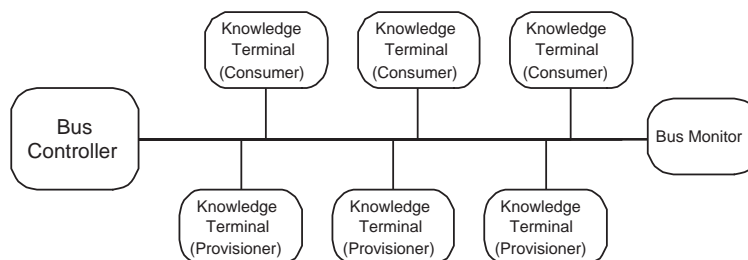 Knowledge
Terminal
(Consumer)
Knowledge
Terminal
(Consumer)
Knowledge
Terminal
(Consumer)
Bus
Controller
Bus Monitor
Knowledge
Terminal
(Provisioner)
Knowledge
Terminal
(Provisioner)
Knowledge
Terminal
(Provisioner)